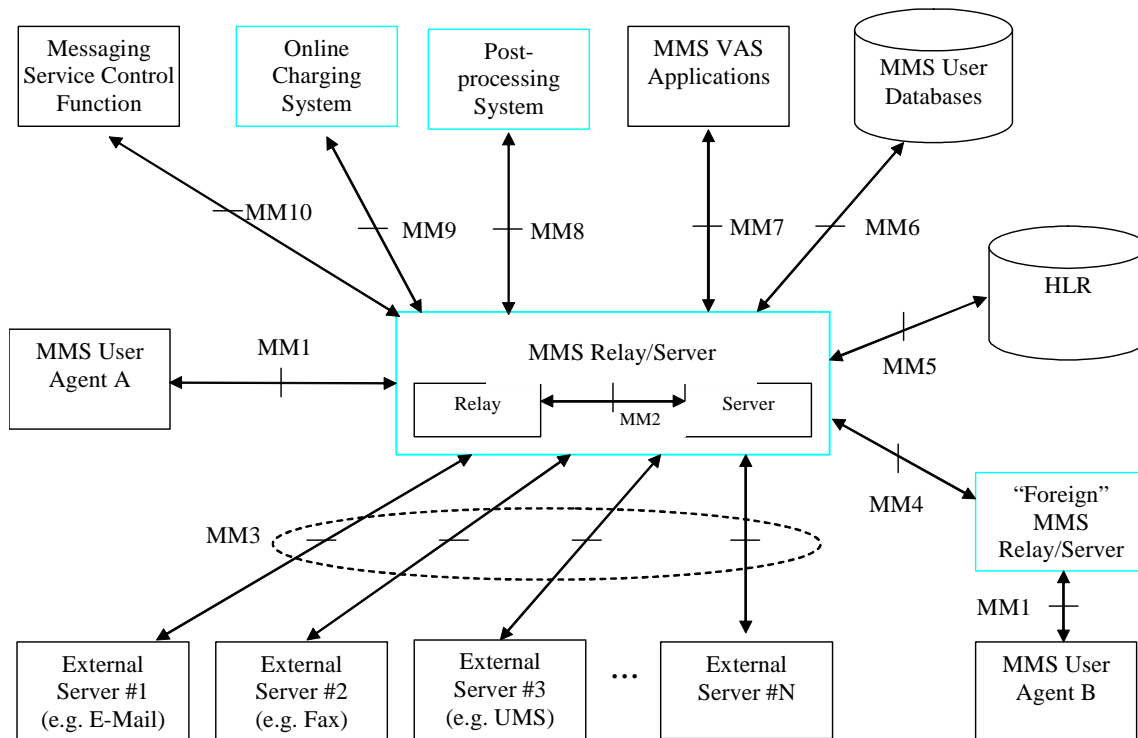 Messaging
Service Control
Function
Online
Charging
System
Post-
processing
System
MMS VAS
Applications
MMS User
Databases
MM10
MM9
MM8
MM7
MM6
HLR
MMS User
Agent A
MM1
MMS Relay/Server
Relay
MM2
Server
MM5
MM4
“Foreign”
MMS
Relay/Server
MM3
MM1
External
Server #1
(e.g. E-Mail)
External
Server #2
(e.g. Fax)
External
Server #3
(e.g. UMS)
...
External
Server #N
MMS User
Agent B